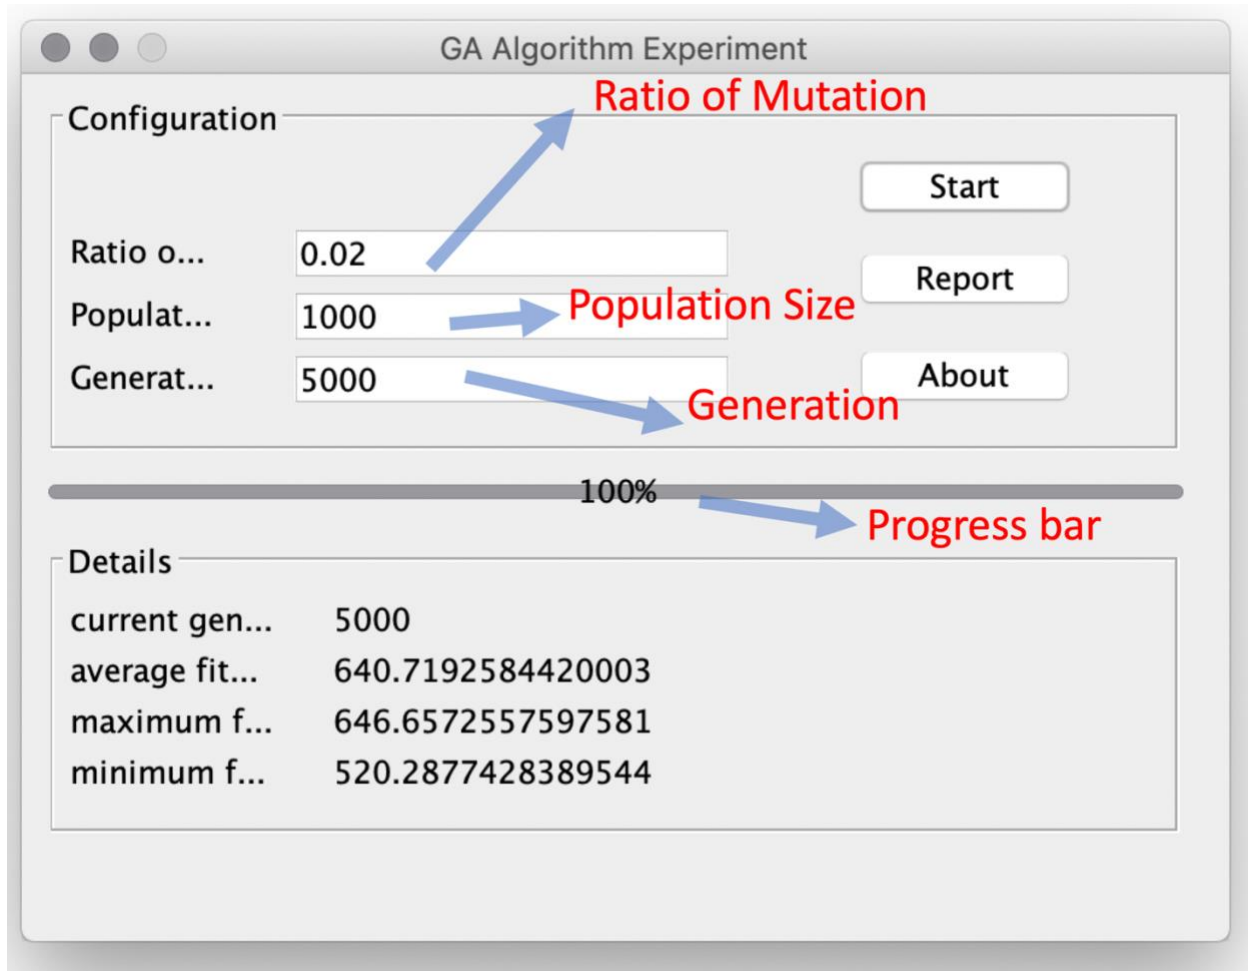 GA Algorithm Experiment
Ratio of Mutation
Configuration
Start
Ratio o... 0.02
Report
Populat... 1000
Population Size
Generat... 5000
About
Generation
100%
Progress bar
Details
current gen... 5000
average fit... 640.7192584420003
maximum f... 646.6572557597581
minimum f... 520.2877428389544